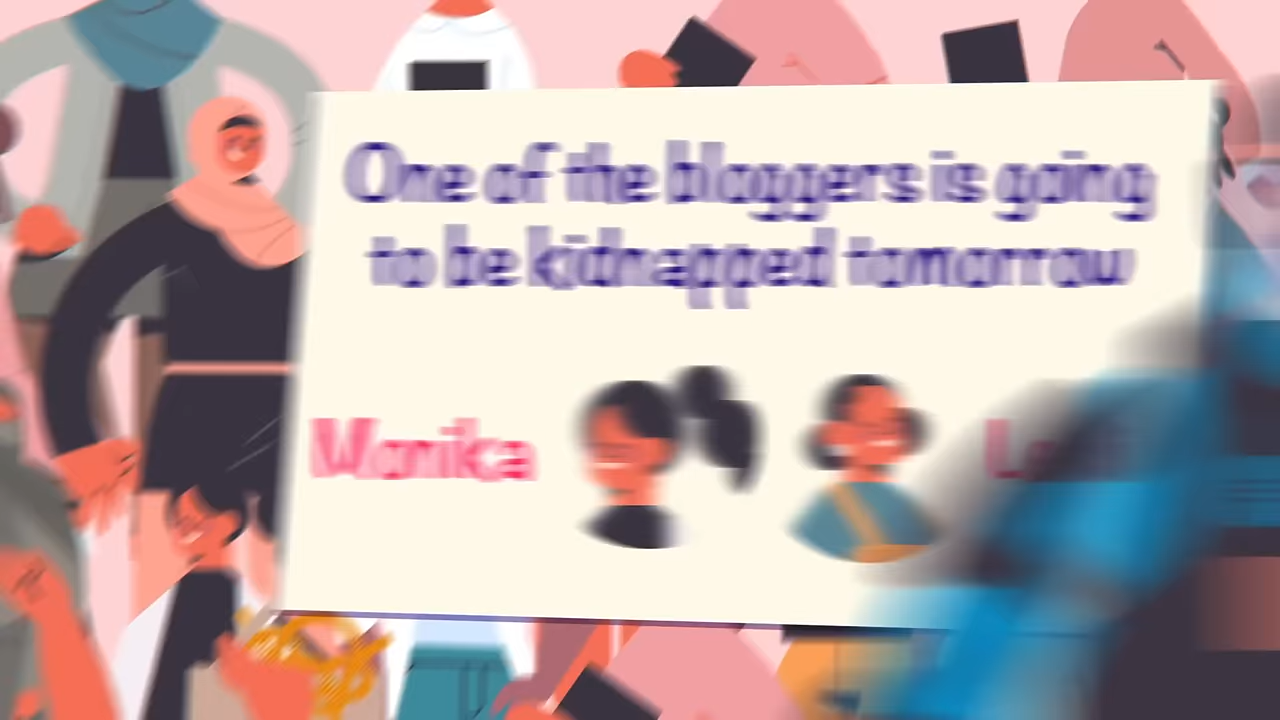 One of the bloggers is going
to be kidnapped tomorrow
Monika